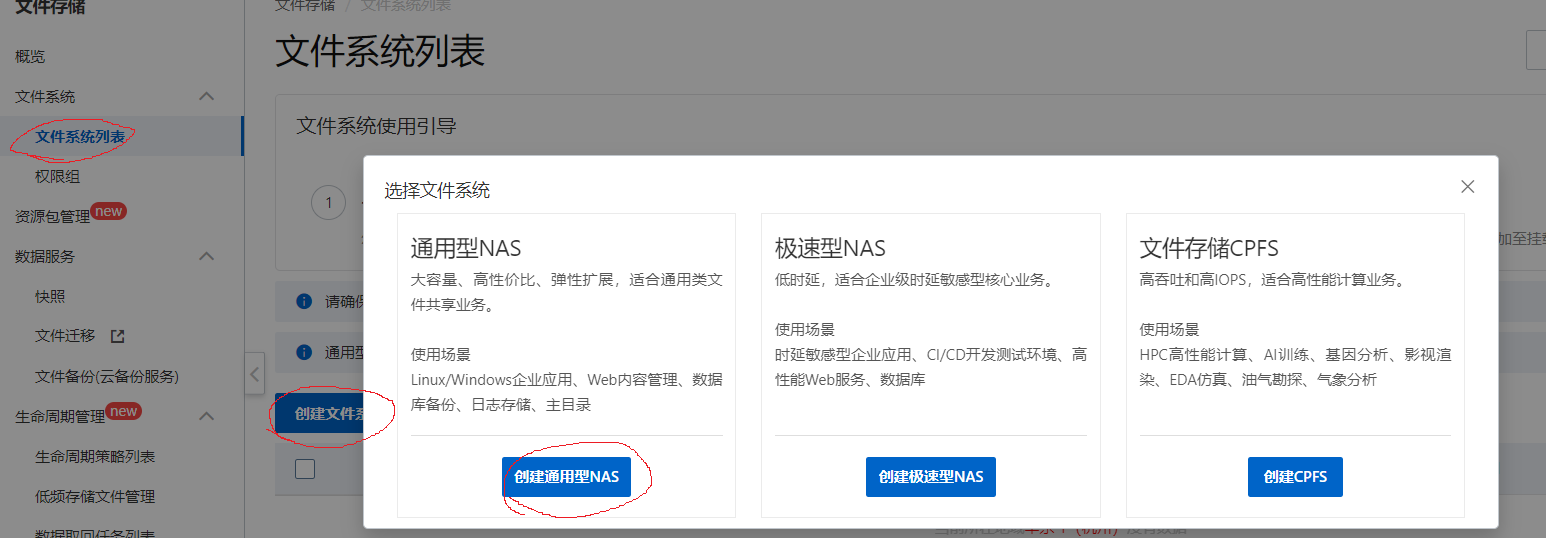 文件存储
文件存储 / 文件系统列表
概览
文件系统列表
文件系统
文件系统列表
权限组
资源包管理 new
数据服务
快照
文件迁移
文件备份(云备份服务)
生命周期管理 new
生命周期策略列表
低频存储文件管理
数据取回任务列表
文件系统使用引导
1
加至挂载
请确保
通用型
创建文件系
选择文件系统
通用型NAS
大容量、高性价比、弹性扩展，适合通用类文
件共享业务。
使用场景
Linux/Windows企业应用、Web内容管理、数据
库备份、日志存储、主目录
创建通用型NAS
极速型NAS
低时延，适合企业级时延敏感型核心业务。
使用场景
时延敏感型企业应用、CI/CD开发测试环境、高
性能Web服务、数据库
创建极速型NAS
文件存储CPFS
高吞吐和高IOPS，适合高性能计算业务。
使用场景
HPC高性能计算、AI训练、基因分析、影视渲
染、EDA仿真、油气勘探、气象分析
创建CPFS
当前所在地域华东 1（杭州）没有数据